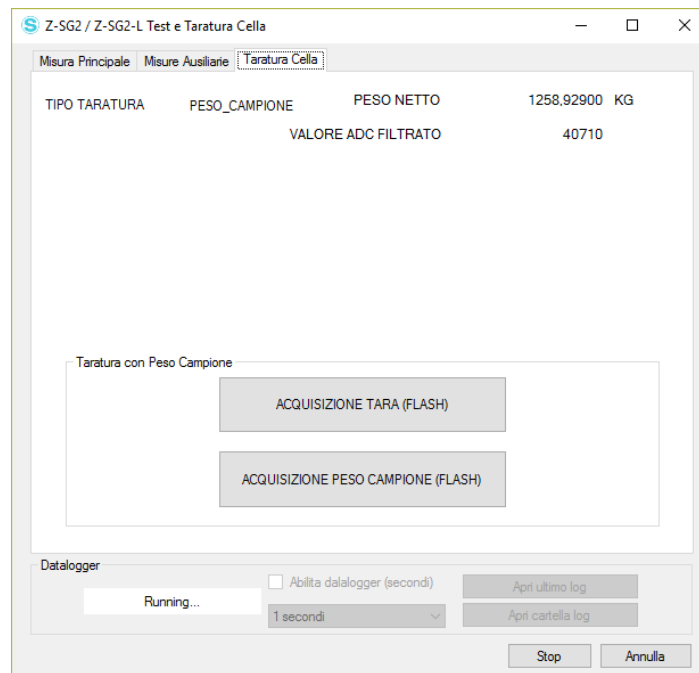 Z-SG2 / Z-SG2-L Test e Taratura Cella
Misura Principale Misure Ausiliarie Taratura Cella
TIPO TARATURA PESO_CAMPIONE PESO NETTO 1258,92900 KG
VALORE ADC FILTRATO 40710
Taratura con Peso Campione
ACQUISIZIONE TARA (FLASH)
ACQUISIZIONE PESO CAMPIONE (FLASH)
Datalogger
Running...
Abilita dalalogger (secondi)
1 secondi
Apri ultimo log
Apri cartella log
Stop Annulla